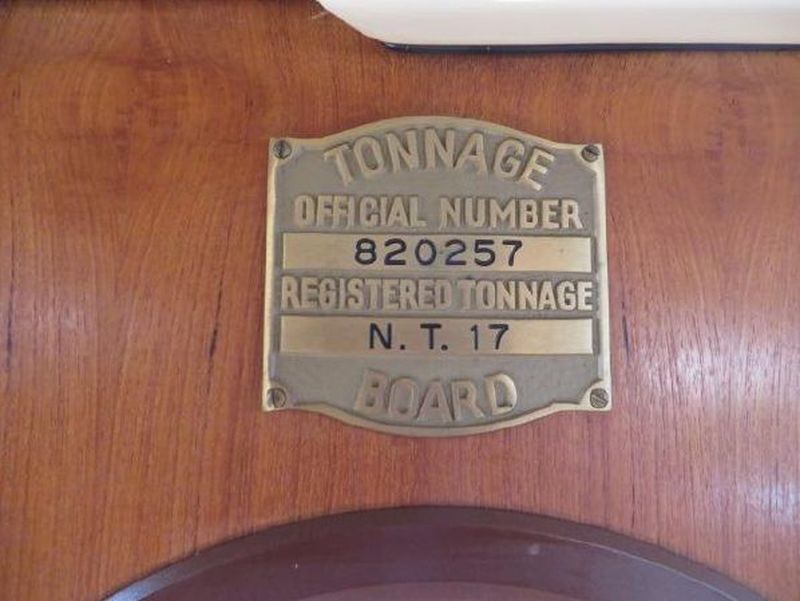 TONNAGE
OFFICIAL NUMBER
820257
REGISTERED TONNAGE
N. T. 17
BOARD